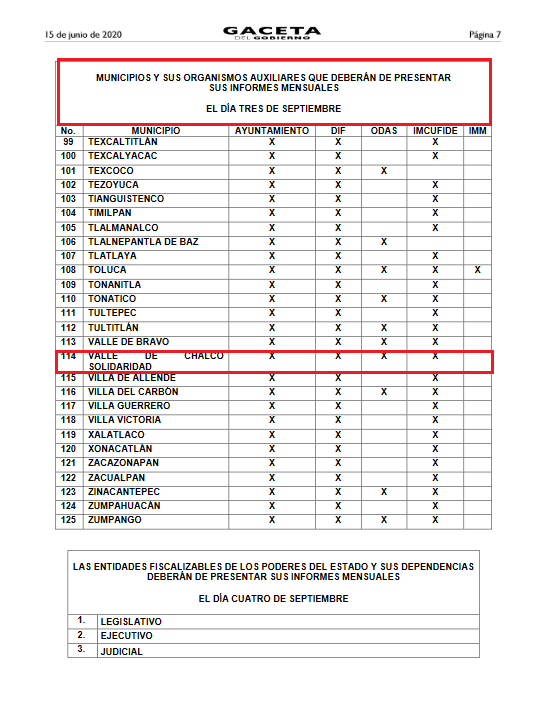 15 de junio de 2020 GACETA DEL GOBIERNO Página 7
MUNICIPIOS Y SUS ORGANISMOS AUXILIARES QUE DEBERÁN DE PRESENTAR
SUS INFORMES MENSUALES
EL DÍA TRES DE SEPTIEMBRE
No. MUNICIPIO AYUNTAMIENTO DIF ODAS IMCUFIDE IMM
99 TEXCALTITLÁN X X X
100 TEXCALYACAC X X X
101 TEXCOCO X X X
102 TEZOYUCA X X X
103 TIANGUISTENCO X X X
104 TIMILPAN X X X
105 TLALMANALCO X X X
106 TLALNEPANTLA DE BAZ X X X
107 TLATLAYA X X X
108 TOLUCA X X X X X
109 TONANITLA X X X
110 TONATICO X X X X
111 TULTEPEC X X X
112 TULTITLÁN X X X X
113 VALLE DE BRAVO X X X X
114 VALLE DE CHALCO X X X X
SOLIDARIDAD
115 VILLA DE ALLENDE X X X
116 VILLA DEL CARBÓN X X X X
117 VILLA GUERRERO X X X
118 VILLA VICTORIA X X X
119 XALATLACO X X X
120 XONACATLÁN X X X
121 ZACAZONAPAN X X X
122 ZACUALPAN X X X
123 ZINACANTEPEC X X X X
124 ZUMPAHUACÁN X X X
125 ZUMPANGO X X X X
LAS ENTIDADES FISCALIZABLES DE LOS PODERES DEL ESTADO Y SUS DEPENDENCIAS
DEBERÁN DE PRESENTAR SUS INFORMES MENSUALES
EL DÍA CUATRO DE SEPTIEMBRE
1. LEGISLATIVO
2. EJECUTIVO
3. JUDICIAL